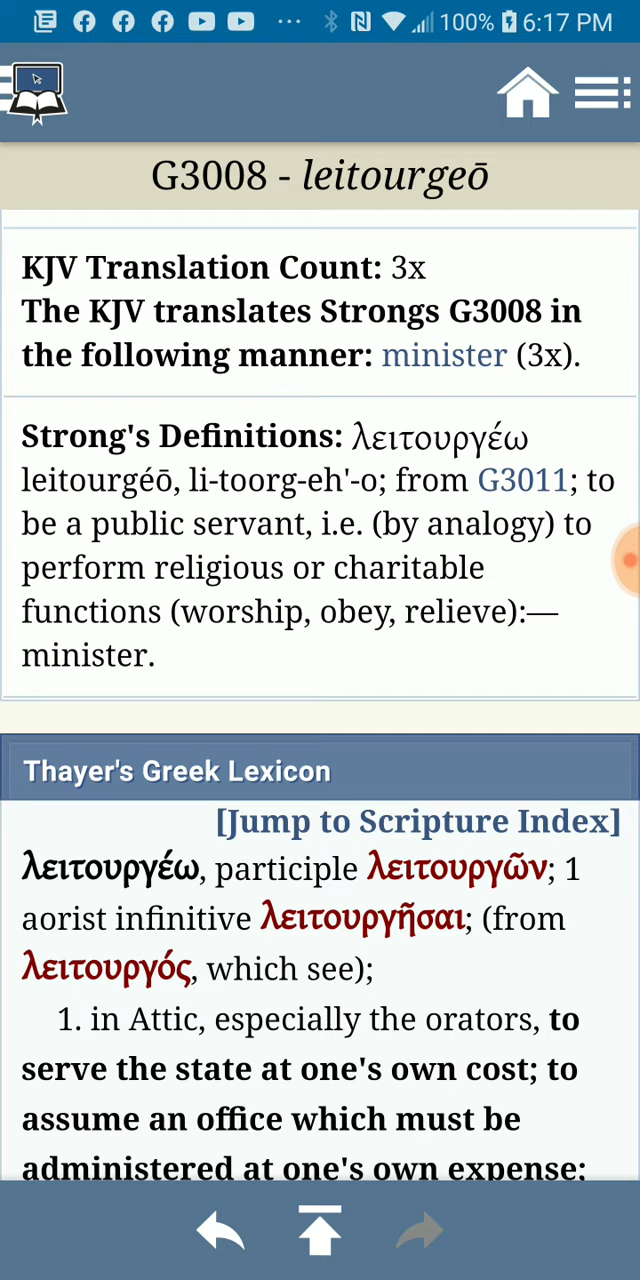 100% 6:17 PM
G3008 - leitourgeō
KJV Translation Count: 3x
The KJV translates Strongs G3008 in
the following manner: minister (3x).
Strong's Definitions: λειτουργέω
leitourgéō, li-toorg-eh'-o; from G3011; to
be a public servant, i.e. (by analogy) to
perform religious or charitable
functions (worship, obey, relieve):—
minister.
Thayer's Greek Lexicon
[Jump to Scripture Index]
λειτουργέω, participle λειτουργῶν; 1
aorist infinitive λειτουργῆσαι; (from
λειτουργός, which see);
1. in Attic, especially the orators, to
serve the state at one's own cost; to
assume an office which must be
administered at one's own expense;